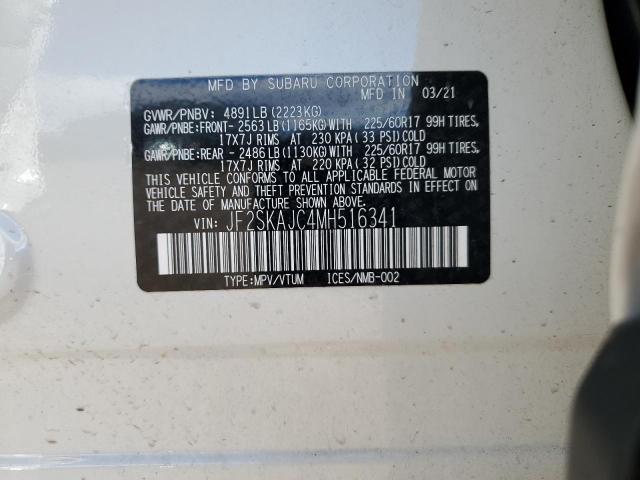 MFD BY SUBARU CORPORATION
MFD IN 03/21
GVWR/PNBV: 4891LB(2223KG)
GAWR/PNBE:FRONT- 2563LB(1165KG)WITH 225/60R17 99H TIRES,
17X7J RIMS AT 230 KPA(33 PSI)COLD
GAWR/PNBE:REAR - 2486LB(1130KG)WITH 225/60R17 99H TIRES,
17X7J RIMS AT 220 KPA(32 PSI)COLD
THIS VEHICLE CONFORMS TO ALL APPLICABLE FEDERAL MOTOR
VEHICLE SAFETY AND THEFT PREVENTION STANDARDS IN EFFECT ON
THE DATE OF MANUFACTURE SHOWN ABOVE.
VIN: JF2SKAJC4MH516341
TYPE:MPV/VTUM ICES/NMB-002